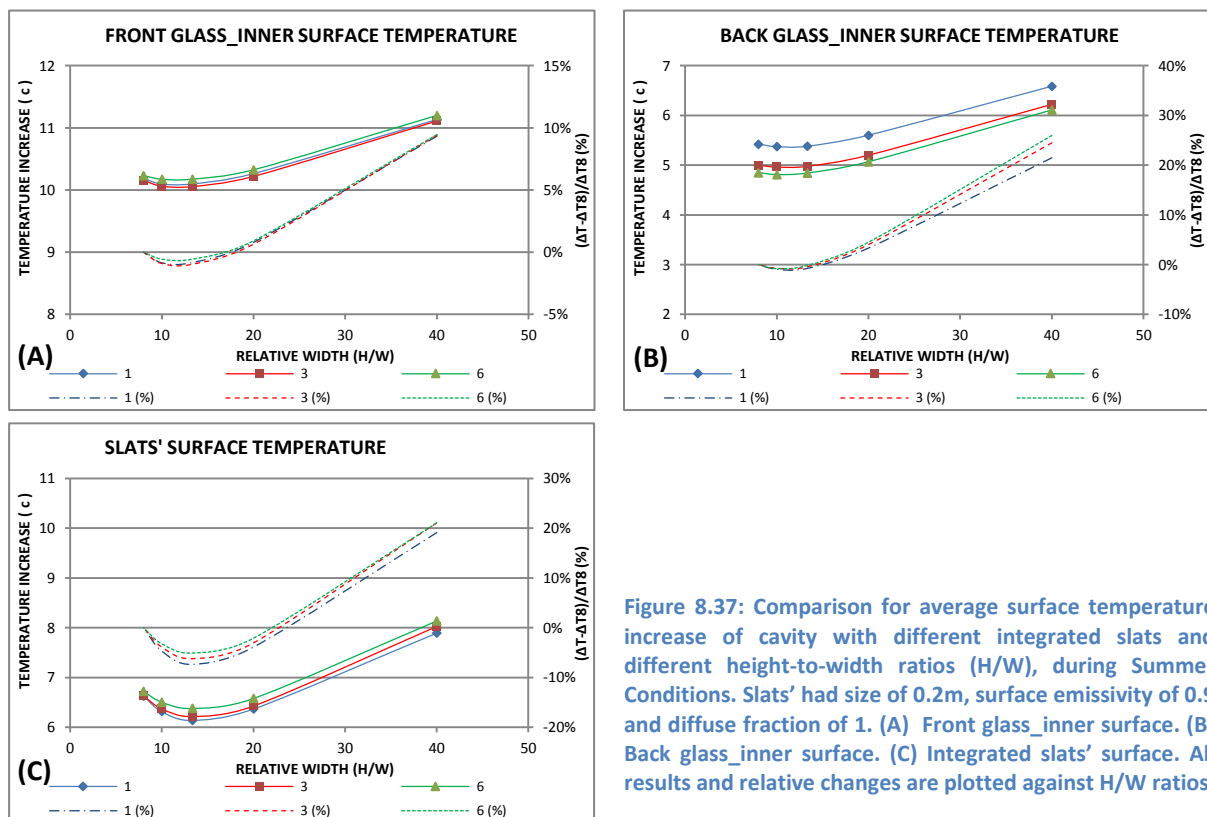 FRONT GLASS_INNER SURFACE TEMPERATURE
12
11
10
9
8
15%
10%
5%
0%
-5%
0 10 20 30 40 50
TEMPERATURE INCREASE ( c )
(ΔT-ΔT8)/ΔT8 (%)
RELATIVE WIDTH (H/W)
(A)
1 3 6
1 (%) 3 (%) 6 (%)
BACK GLASS_INNER SURFACE TEMPERATURE
7
6
5
4
3
2
40%
30%
20%
10%
0%
-10%
0 10 20 30 40 50
TEMPERATURE INCREASE ( c )
(ΔT-ΔT8)/ΔT8 (%)
RELATIVE WIDTH (H/W)
(B)
1 3 6
1 (%) 3 (%) 6 (%)
SLATS' SURFACE TEMPERATURE
11
10
9
8
7
6
30%
20%
10%
0%
-10%
-20%
0 10 20 30 40 50
TEMPERATURE INCREASE ( c )
(ΔT-ΔT8)/ΔT8 (%)
RELATIVE WIDTH (H/W)
(C)
1 3 6
1 (%) 3 (%) 6 (%)
Figure 8.37: Comparison for average surface temperature
increase of cavity with different integrated slats and
different height-to-width ratios (H/W), during Summe
Conditions. Slats’ had size of 0.2m, surface emissivity of 0.9
and diffuse fraction of 1. (A) Front glass_inner surface. (B
Back glass_inner surface. (C) Integrated slats’ surface. Al
results and relative changes are plotted against H/W ratios